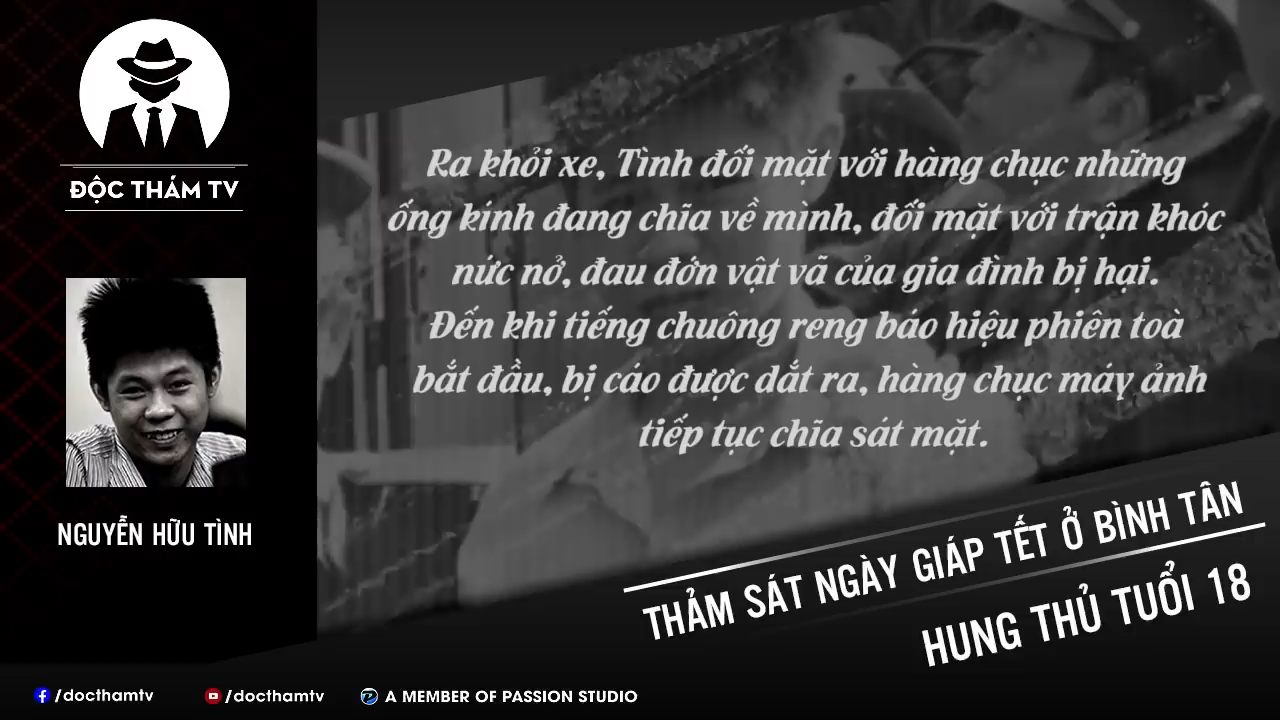 ĐỘC THÁM TV
NGUYỄN HỮU TÌNH
Ra khỏi xe, Tình đối mặt với hàng chục những
ống kính đang chĩa về mình, đối mặt với trận khóc
nức nở, đau đớn vật vã của gia đình bị hại.
Đến khi tiếng chuông reng báo hiệu phiên toà
bắt đầu, bị cáo được dắt ra, hàng chục máy ảnh
tiếp tục chĩa sát mặt.
THẢM SÁT NGÀY GIÁP TẾT Ở BÌNH TÂN
HUNG THỦ TUỔI 18
/docthamtv
/docthamtv
A MEMBER OF PASSION STUDIO